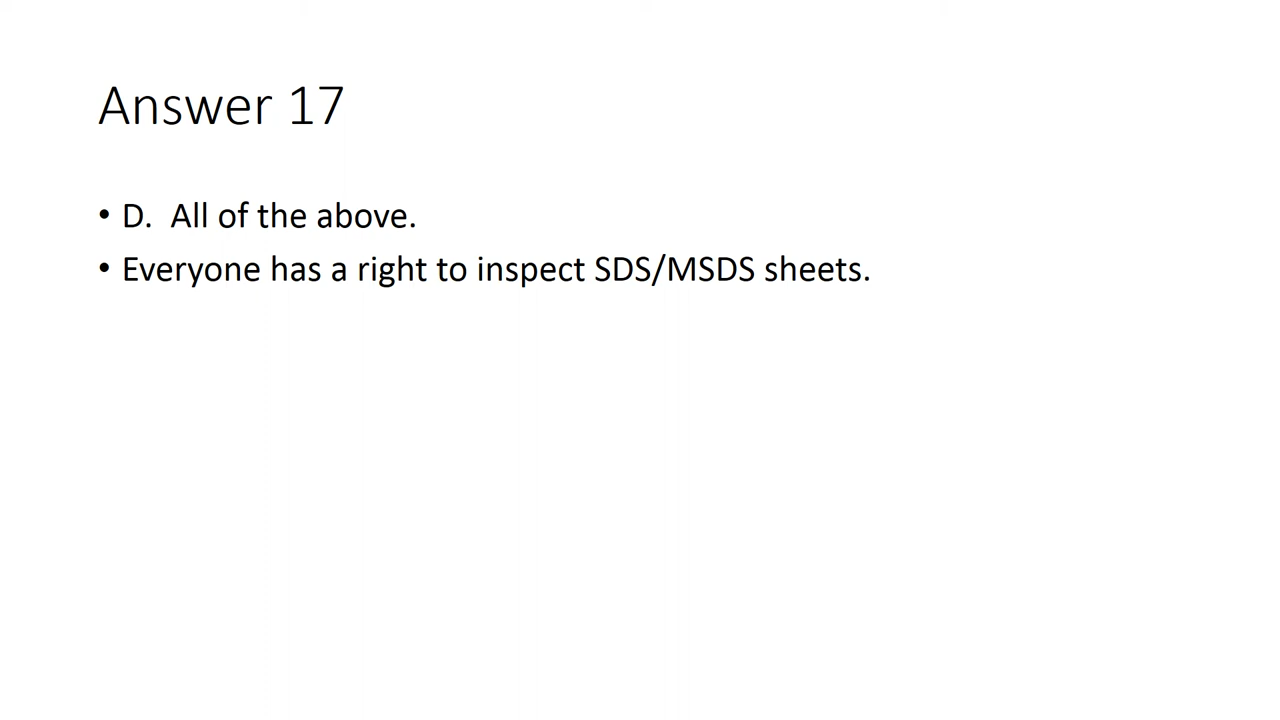 Answer 17
• D.  All of the above.
• Everyone has a right to inspect SDS/MSDS sheets.